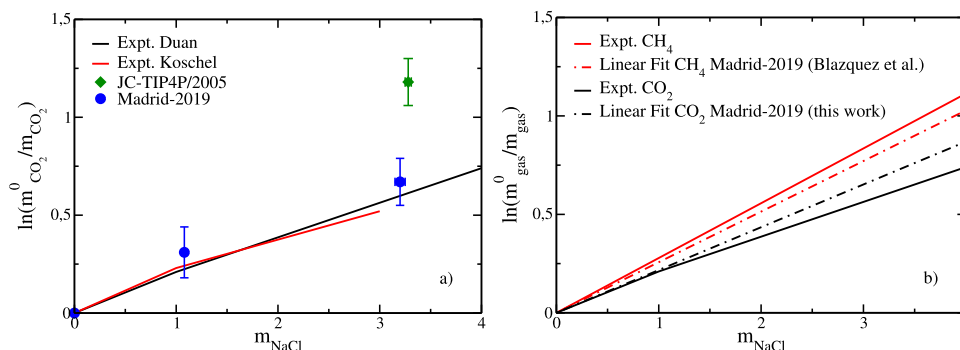 1,5
1
0,5
0
ln(m⁰CO₂/mCO₂)
Expt. Duan
Expt. Koschel
JC-TIP4P/2005
Madrid-2019
a)
0
1
2
3
4
mNaCl
1,5
1
0,5
0
ln(m⁰gas/mgas)
Expt. CH₄
Linear Fit CH₄ Madrid-2019 (Blazquez et al.)
Expt. CO₂
Linear Fit CO₂ Madrid-2019 (this work)
b)
0
1
2
3
mNaCl